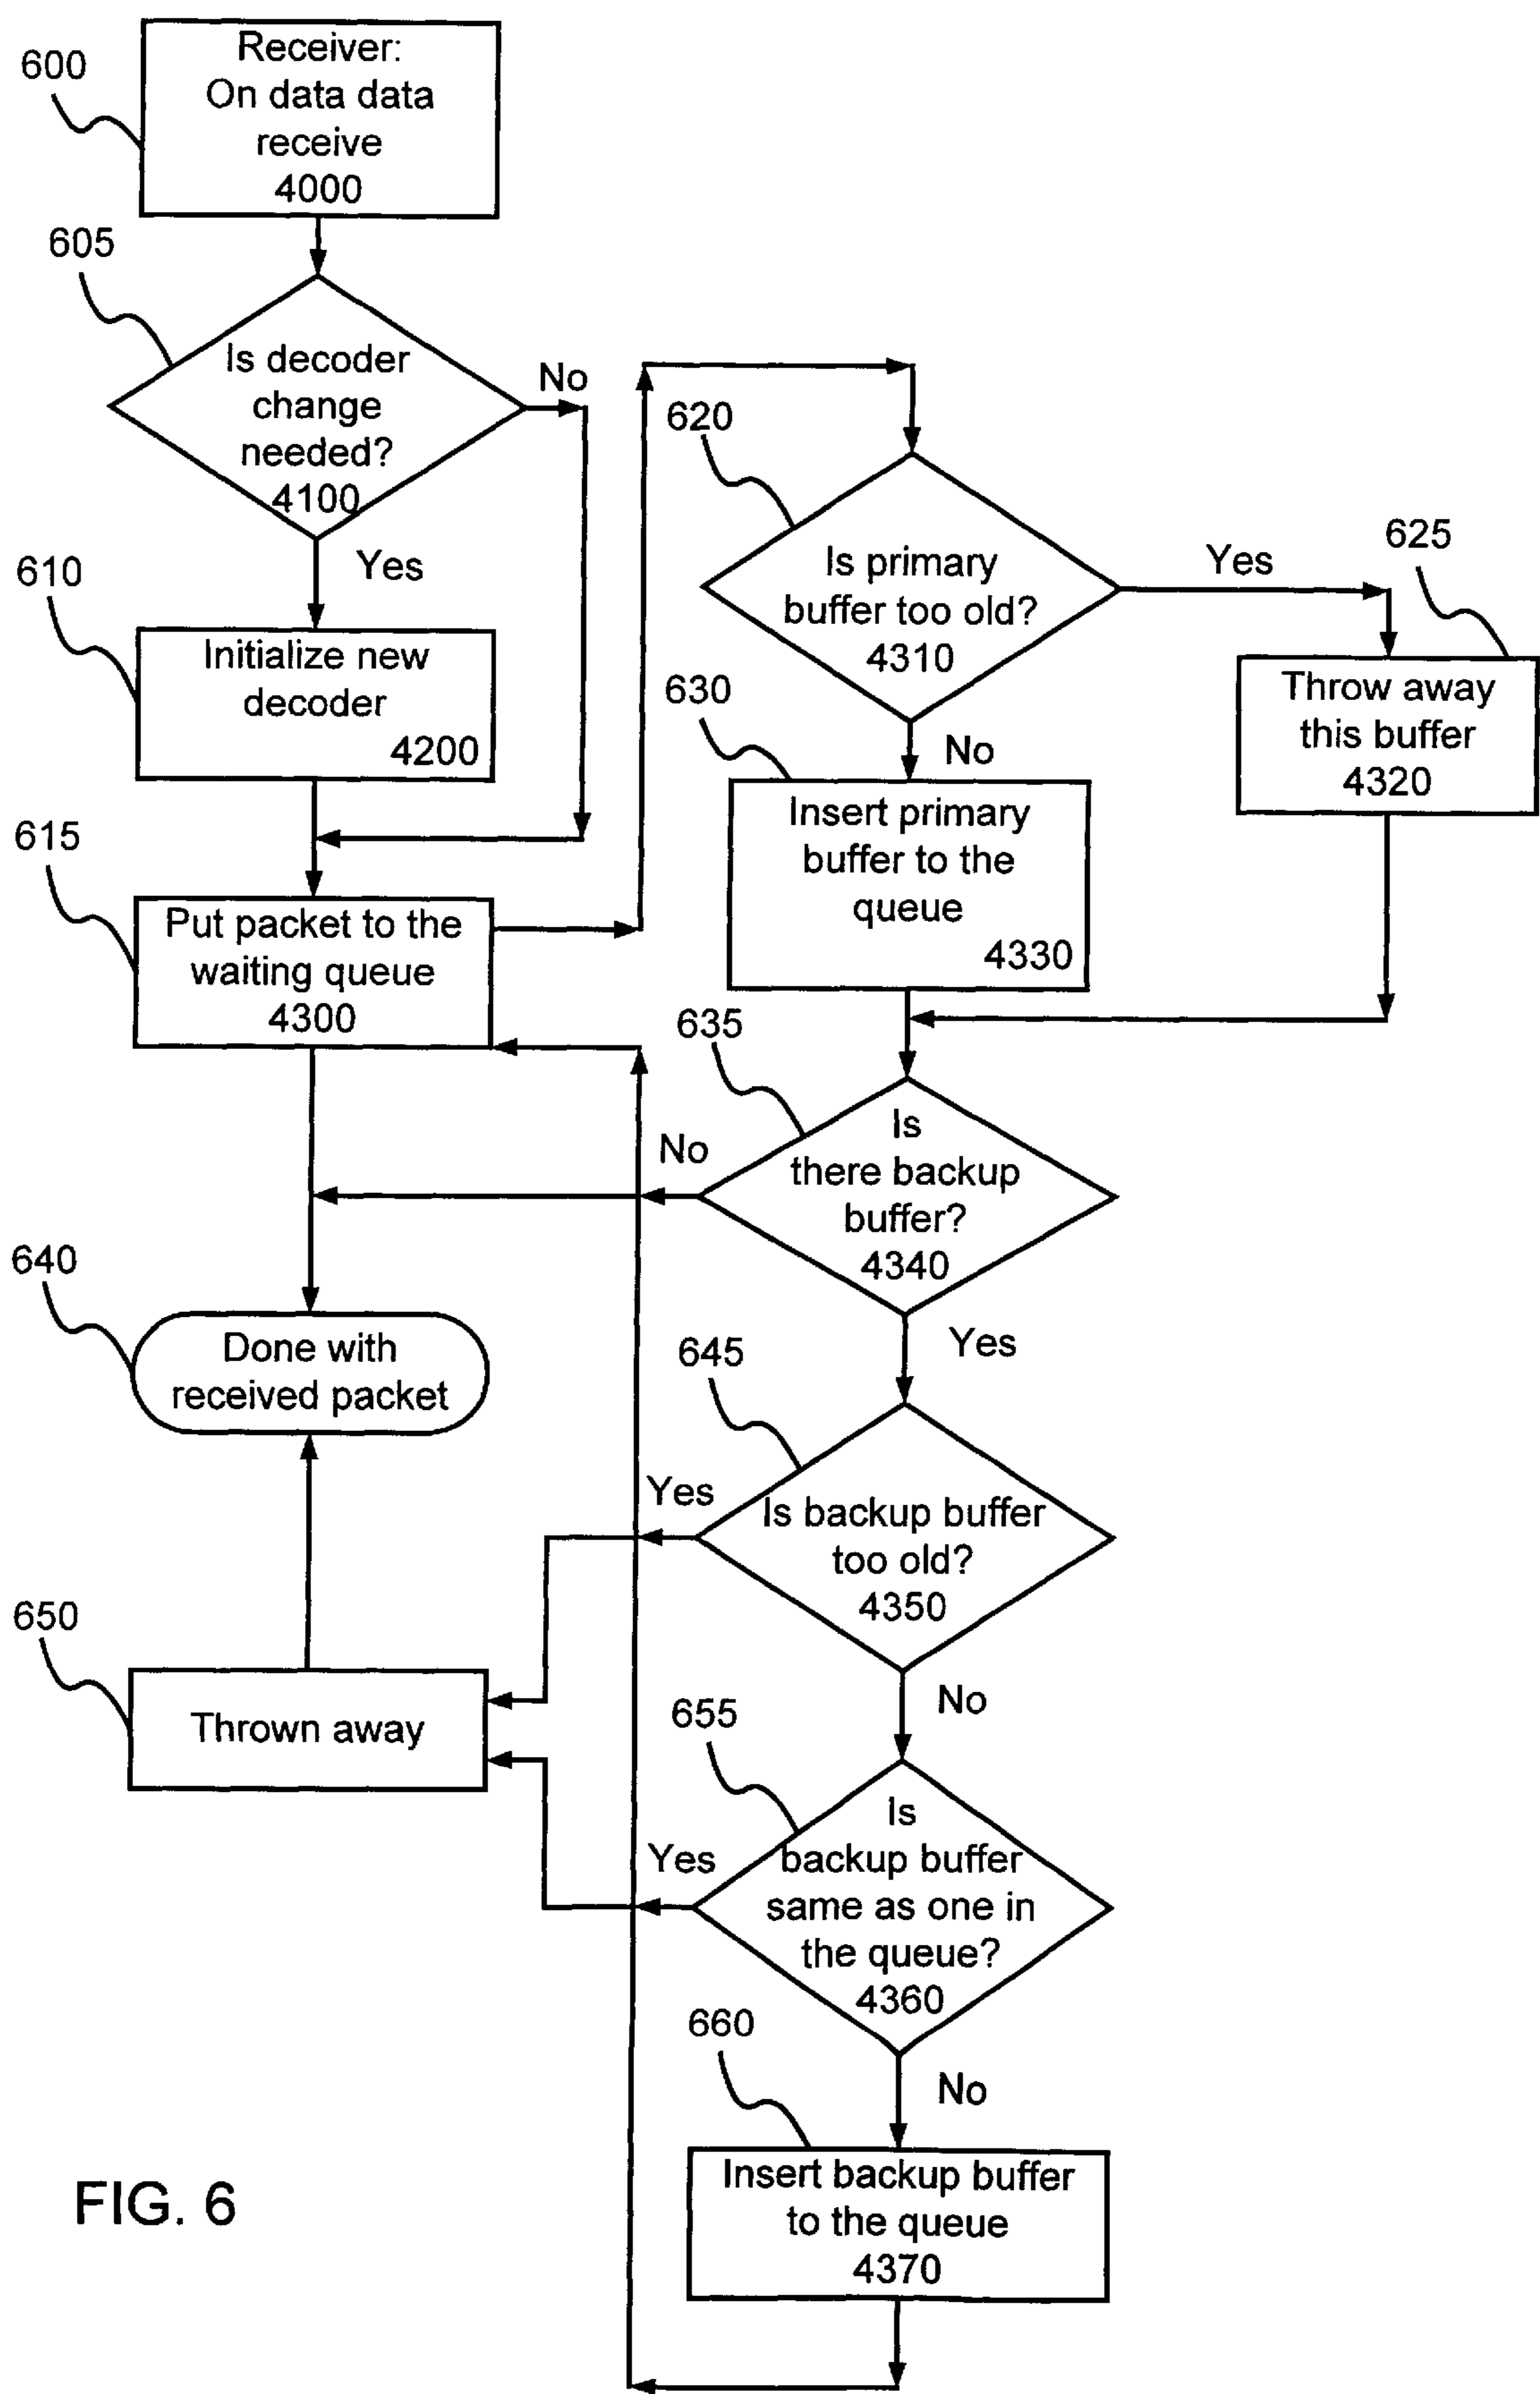 600
Receiver:
On data data
receive
4000
605
Is decoder
change
needed?
4100
No
Yes
610
Initialize new
decoder
4200
615
Put packet to the
waiting queue
4300
620
Is primary
buffer too old?
4310
Yes
625
Throw away
this buffer
4320
No
630
Insert primary
buffer to the
queue
4330
635
Is
there backup
buffer?
4340
No
Yes
640
Done with
received packet
645
Is backup buffer
too old?
4350
Yes
No
650
Thrown away
655
Is
backup buffer
same as one in
the queue?
4360
Yes
No
660
Insert backup buffer
to the queue
4370
FIG. 6